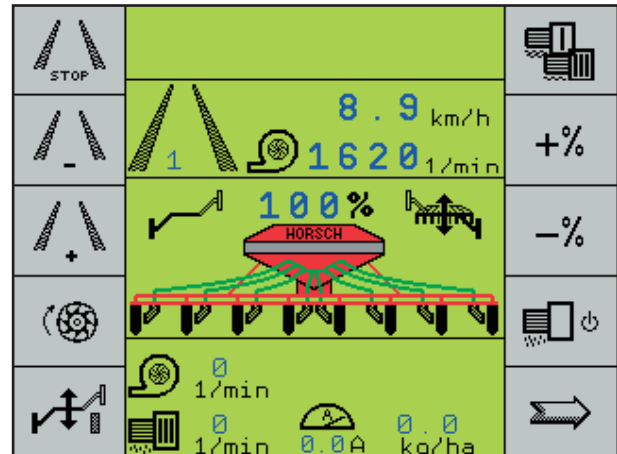 STOP
8.9 km/h
+%
1
1620 1/min
-
100%
-%
HORSCH
+
0
1/min
0
A
0.0
1/min
0.0A
kg/ha